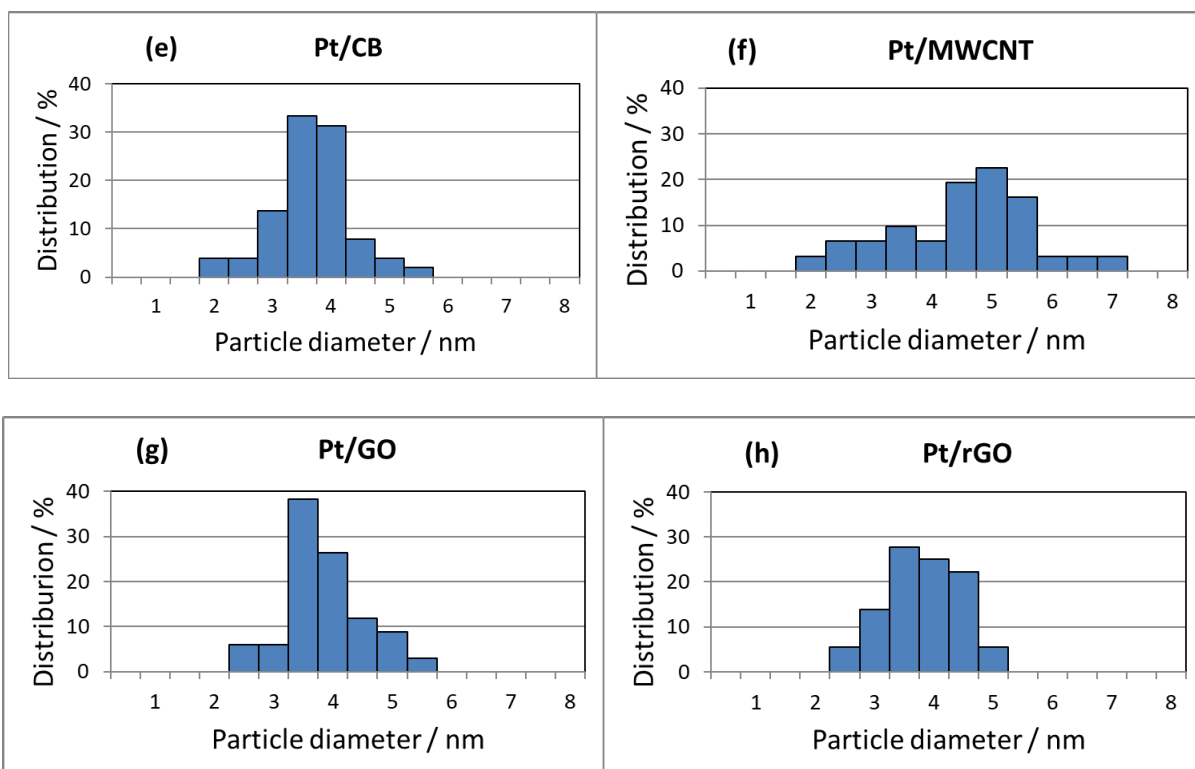 (e) Pt/CB
40
30
20
10
0
Distribution / %
1 2 3 4 5 6 7 8
Particle diameter / nm
(f) Pt/MWCNT
40
30
20
10
0
Distribution / %
1 2 3 4 5 6 7 8
Particle diameter / nm
(g) Pt/GO
40
30
20
10
0
Distriburion / %
1 2 3 4 5 6 7 8
Particle diameter / nm
(h) Pt/rGO
40
30
20
10
0
Distribution / %
1 2 3 4 5 6 7 8
Particle diameter / nm